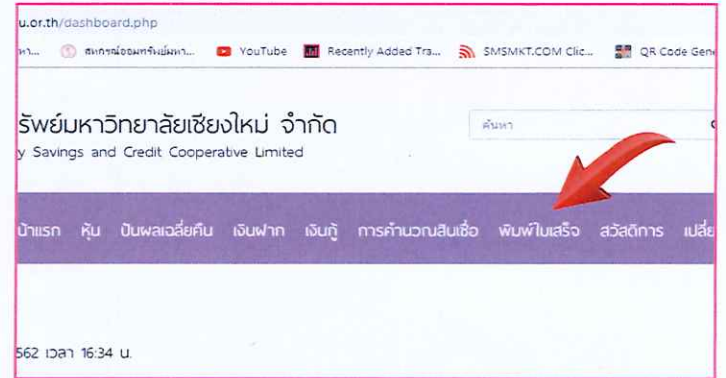 u.or.th/dashboard.php
หา... สหกรณ์ออมทรัพย์มหา... YouTube Recently Added Tra... SMSMKT.COM Clic... QR Code Gene
รัพย์มหาวิทยาลัยเชียงใหม่ จำกัด
ค้นหา
y Savings and Credit Cooperative Limited
น้าแรก หุ้น ปันผลเฉลี่ยคืน เงินฝาก เงินกู้ การคำนวณสินเชื่อ พิมพ์ใบเสร็จ สวัสดิการ เปลี่ย
562 เวลา 16:34 น.